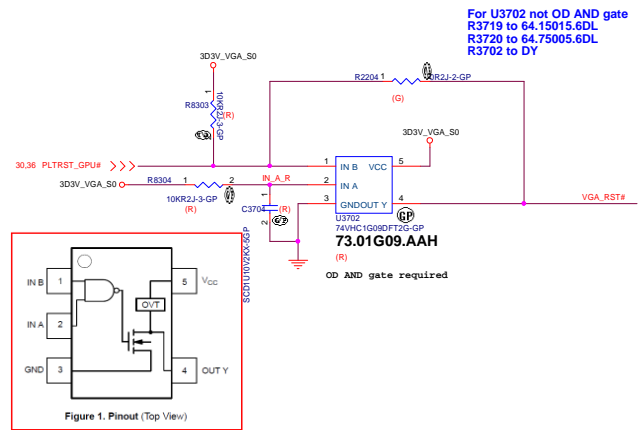 For U3702 not OD AND gate
R3719 to 64.15015.6DL
R3720 to 64.75005.6DL
R3702 to DY
3D3V_VGA_S0
R8303
1
10KR2J-3-GP
(R)
R2204
1
0R2J-2-GP
(G)
3D3V_VGA_S0
30,36 PLTRST_GPU#
3D3V_VGA_S0
R8304
1
2
10KR2J-3-GP
(R)
IN_A_R
C3704
1
2
(R)
SCD1U10V2KX-5GP
1
2
3
IN B
IN A
GND
VCC
OUT Y
5
4
GP
U3702
74VHC1G09DFT2G-GP
73.01G09.AAH
(R)
OD AND gate required
VGA_RST#
IN B
1
5
VCC
OVT
IN A
2
GND
3
4
OUT Y
Figure 1. Pinout (Top View)